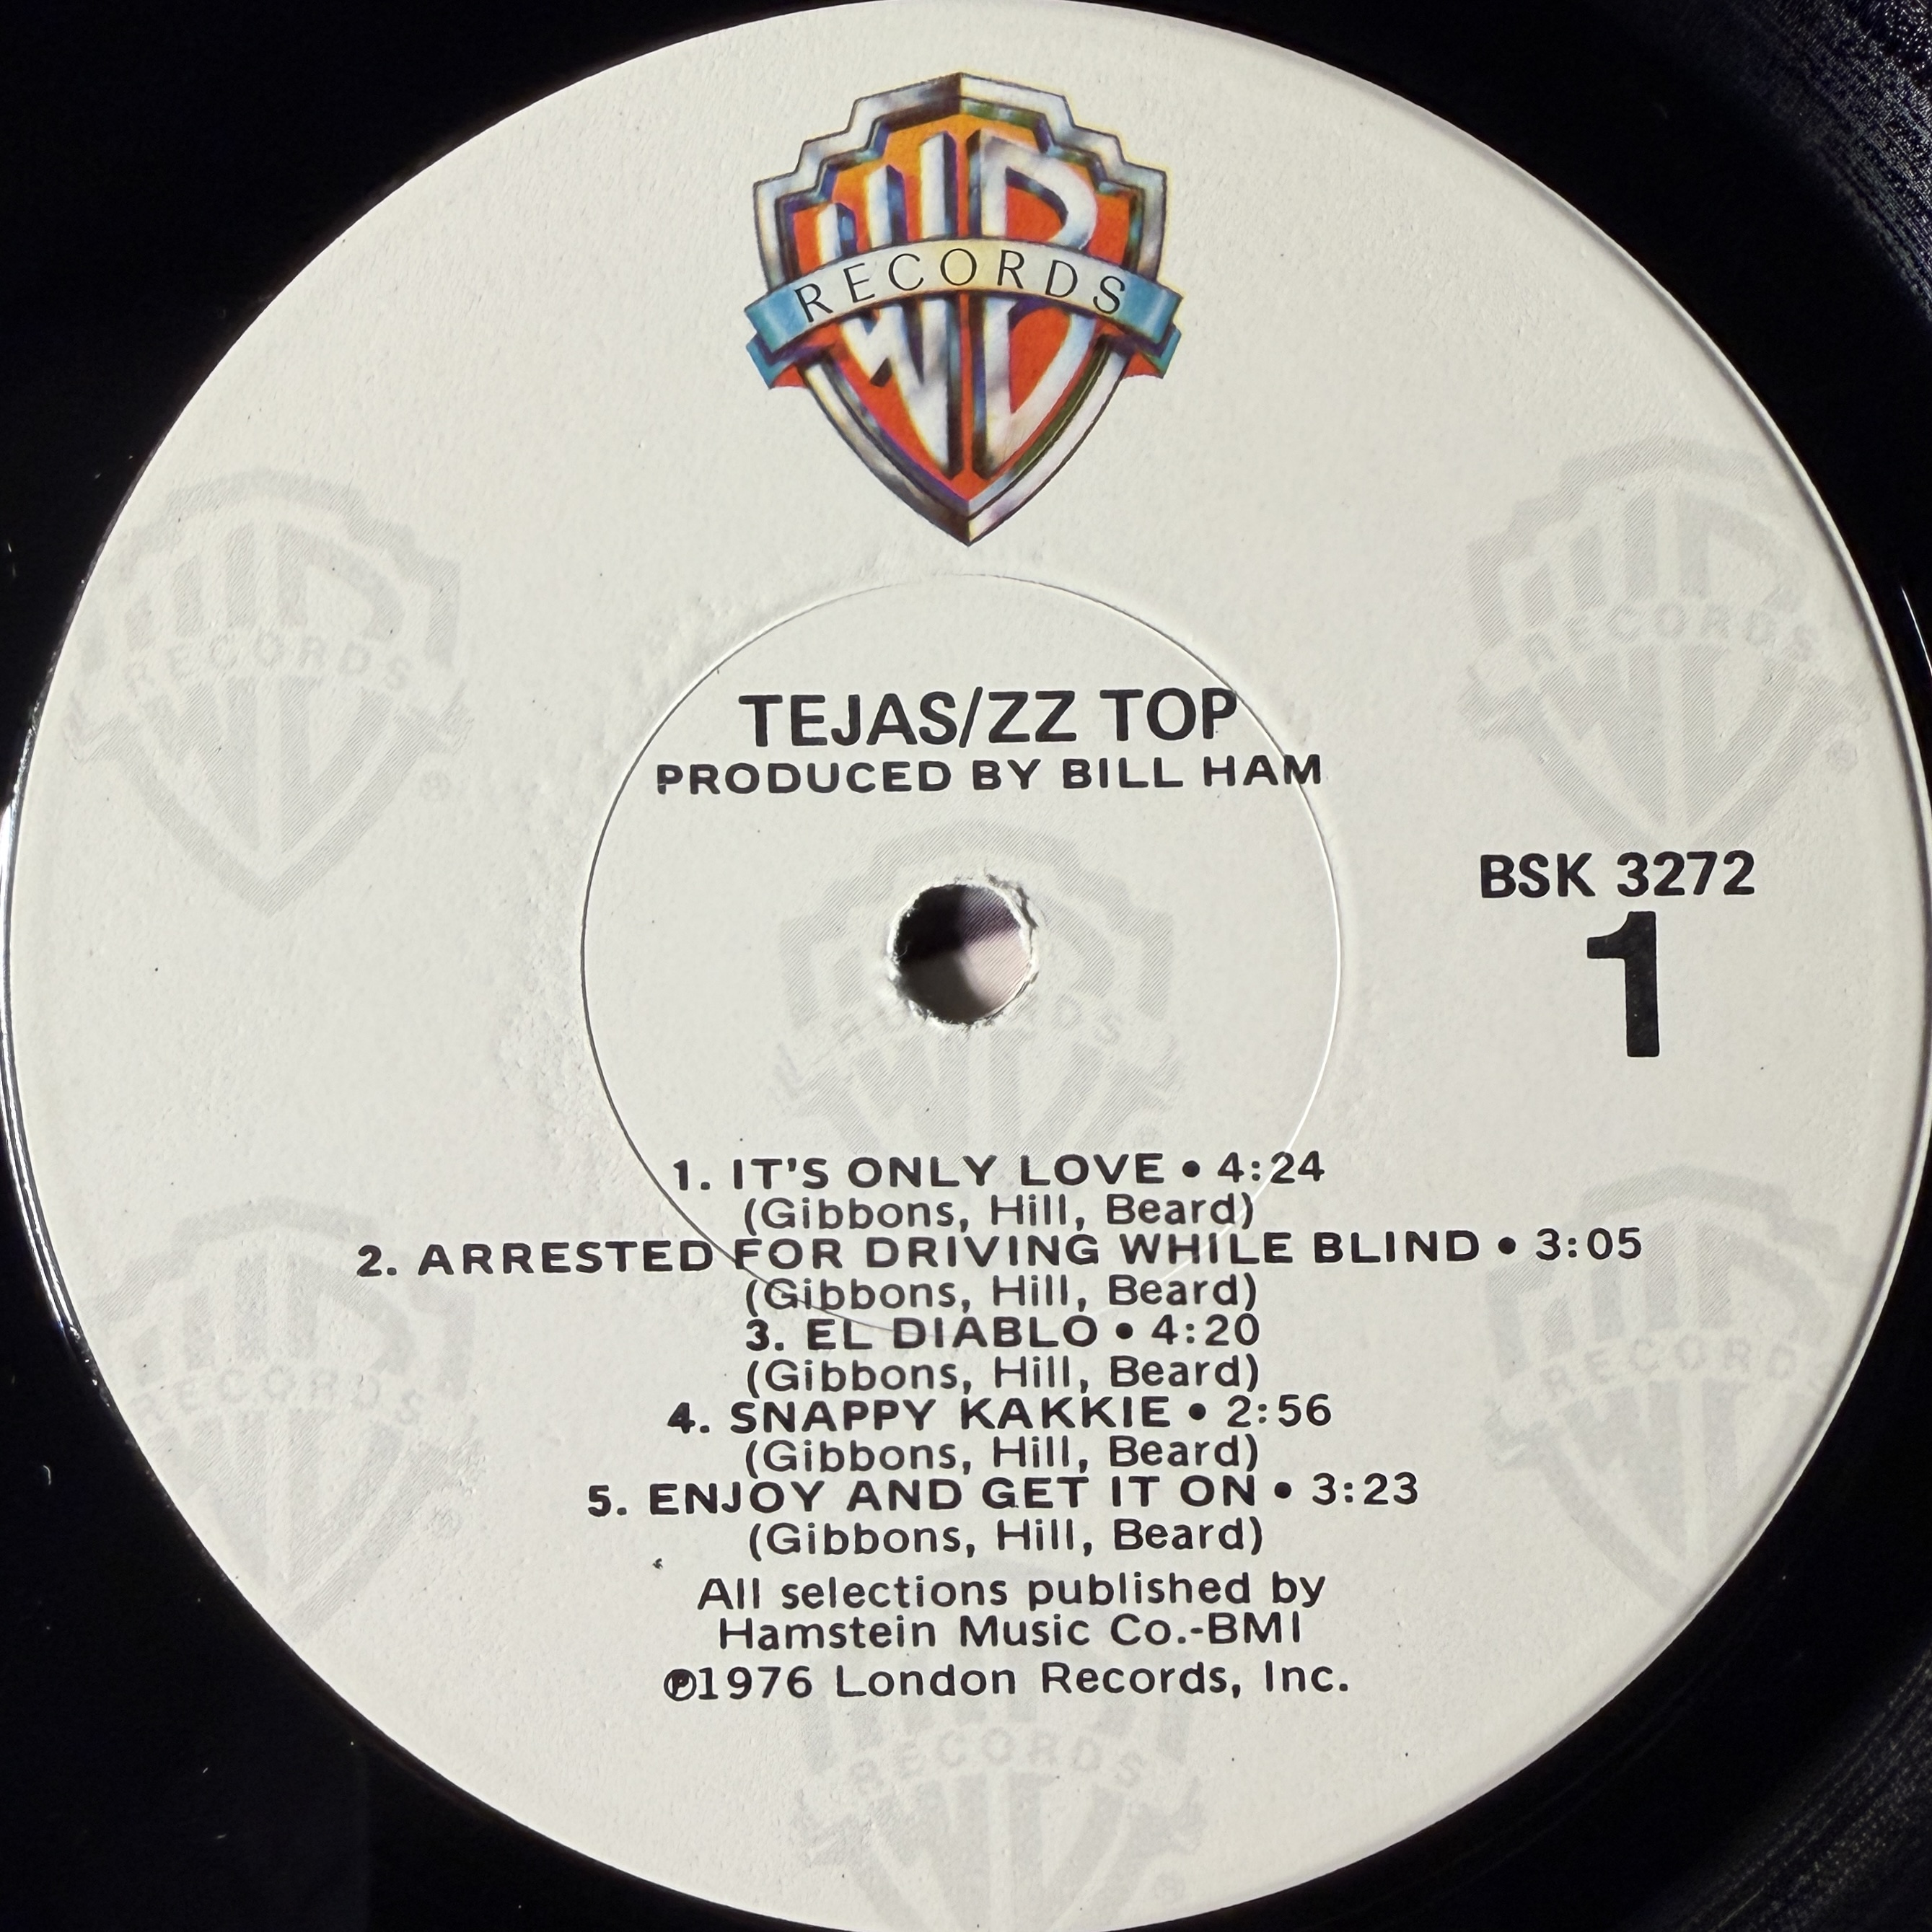 WB
RECORDS
TEJAS/ZZ TOP
PRODUCED BY BILL HAM
BSK 3272
1
1. IT'S ONLY LOVE • 4:24
(Gibbons, Hill, Beard)
2. ARRESTED FOR DRIVING WHILE BLIND • 3:05
(Gibbons, Hill, Beard)
3. EL DIABLO • 4:20
(Gibbons, Hill, Beard)
4. SNAPPY KAKKIE • 2:56
(Gibbons, Hill, Beard)
5. ENJOY AND GET IT ON • 3:23
(Gibbons, Hill, Beard)
All selections published by
Hamstein Music Co.-BMI
℗1976 London Records, Inc.